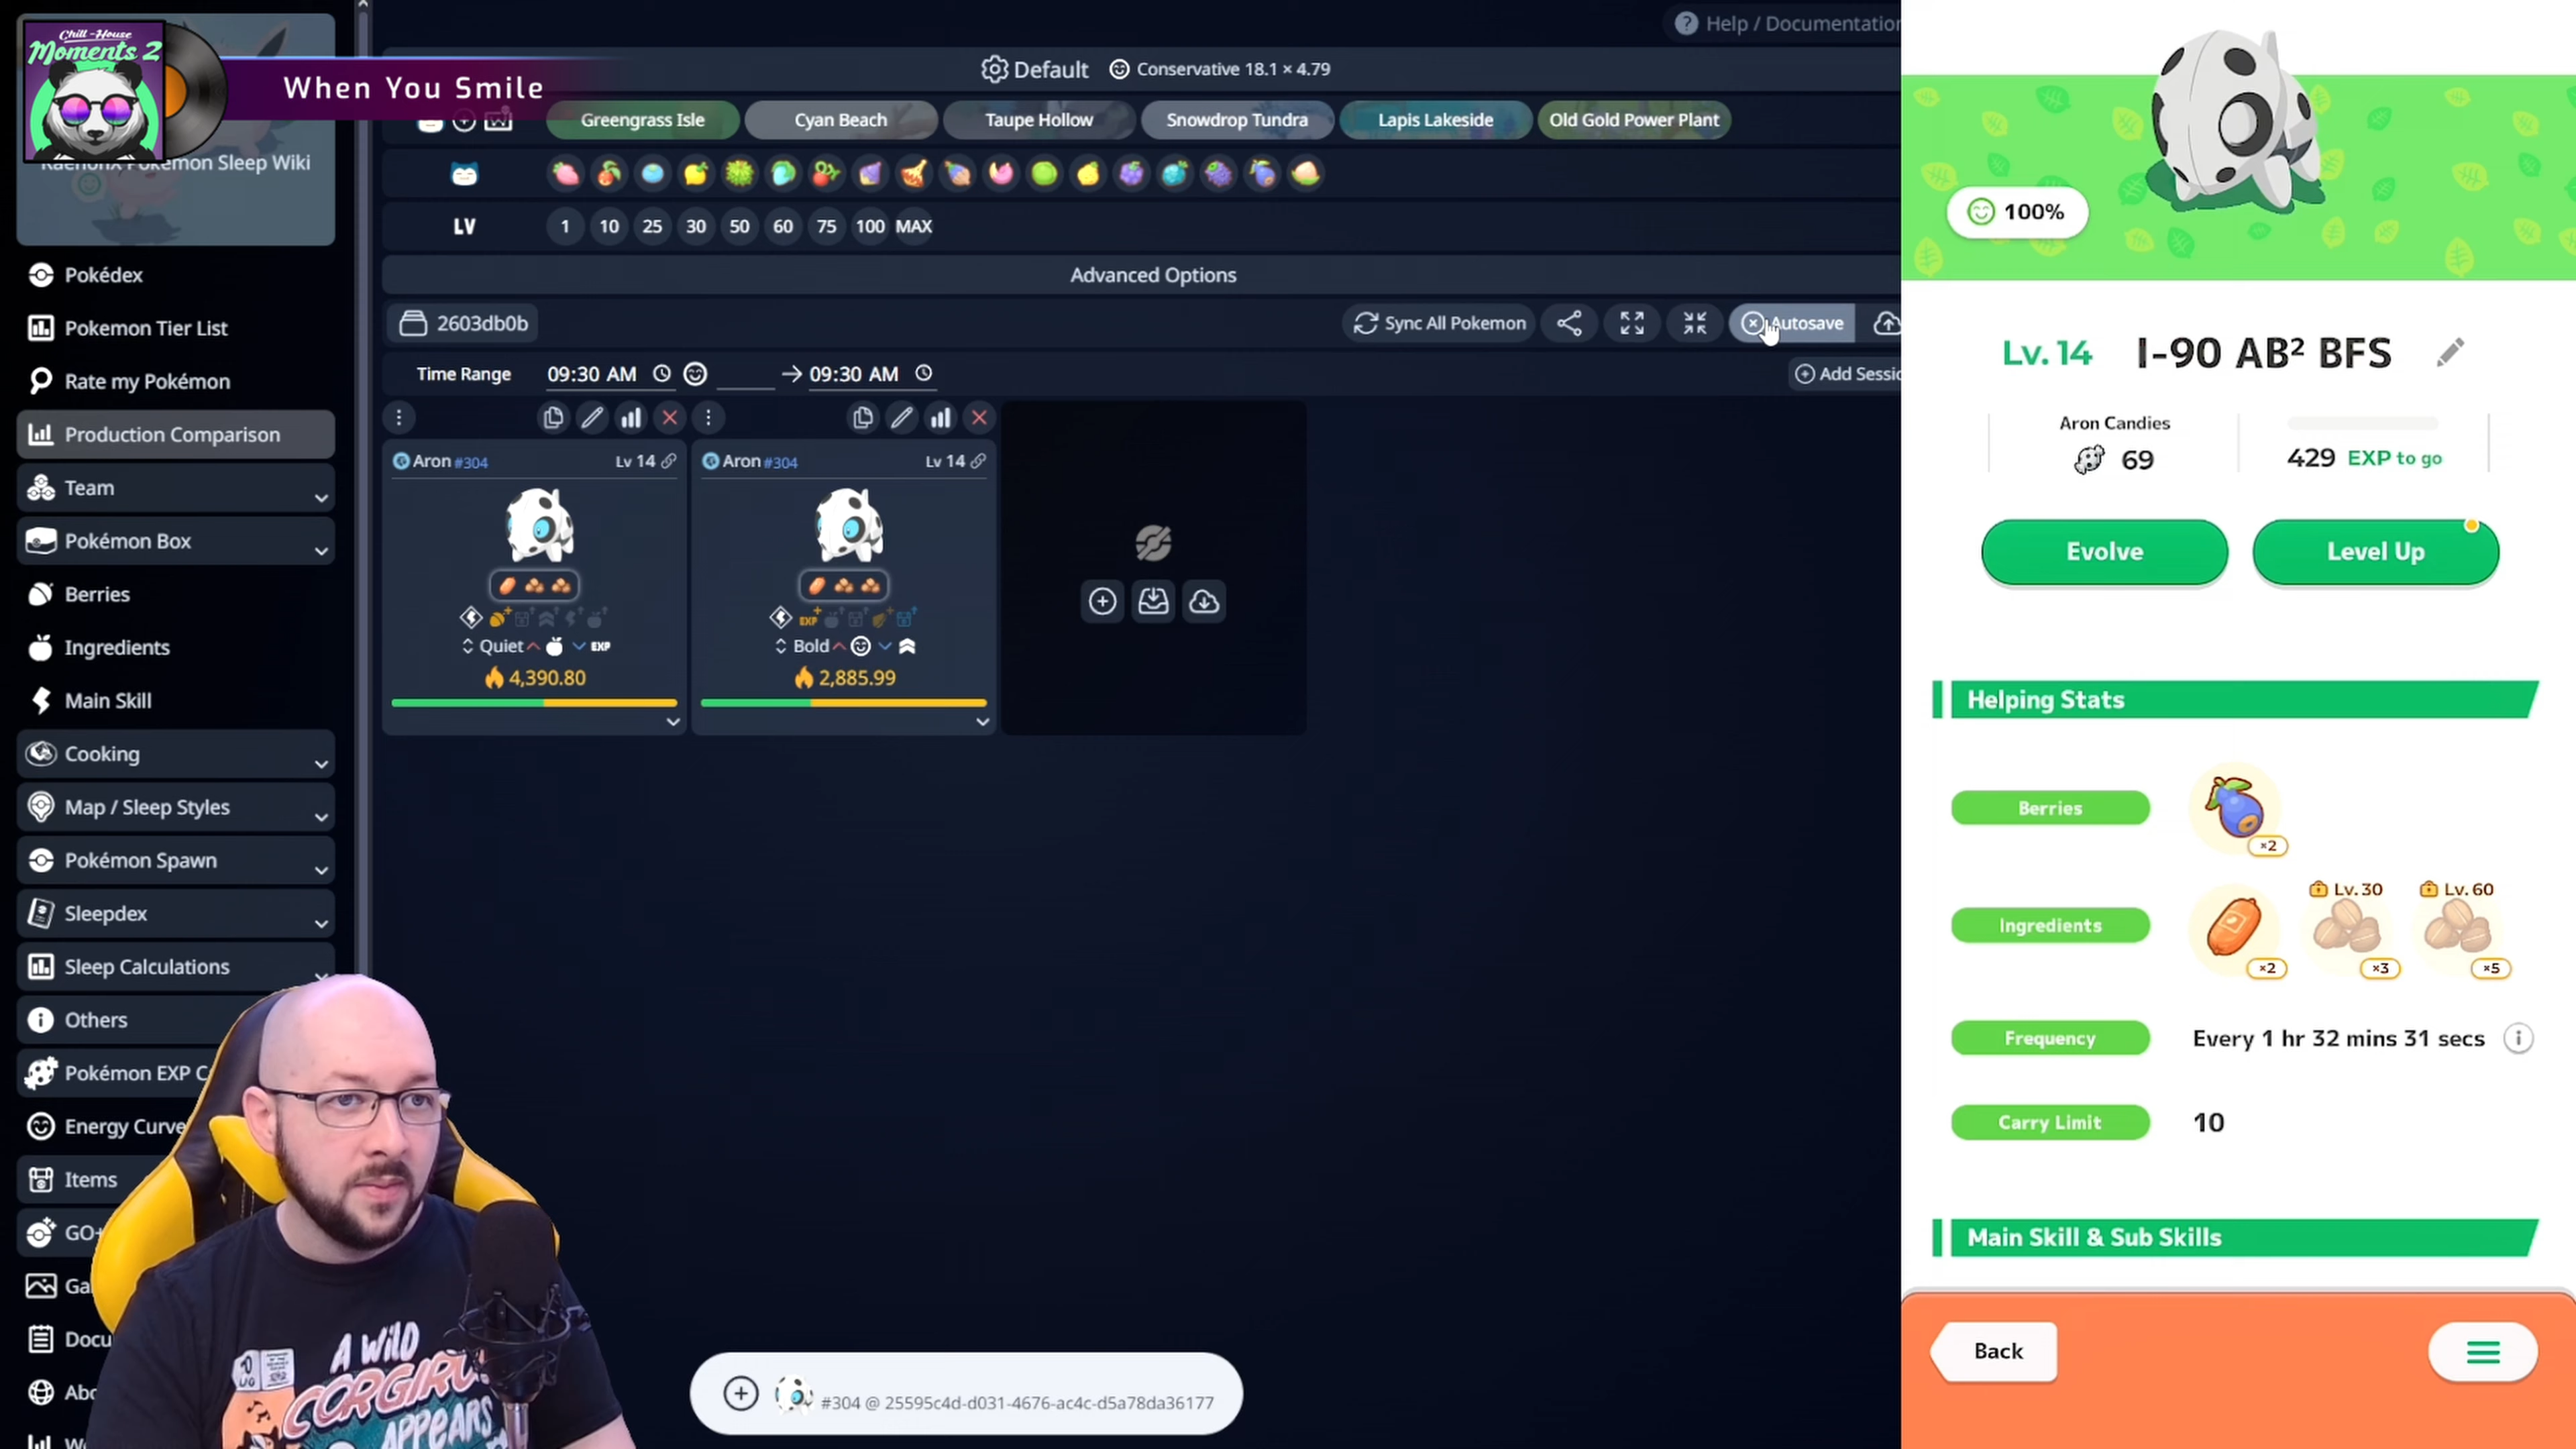 Chill-House
Moments 2
When You Smile
RaenonX Pokémon Sleep Wiki
Pokédex
Pokemon Tier List
Rate my Pokémon
Production Comparison
Team
Pokémon Box
Berries
Ingredients
Main Skill
Cooking
Map / Sleep Styles
Pokémon Spawn
Sleepdex
Sleep Calculations
Others
Pokémon EXP C
Energy Curve
Items
GO+
Ga
Docu
Abo
Help / Documentation
Default
Conservative 18.1 × 4.79
Greengrass Isle
Cyan Beach
Taupe Hollow
Snowdrop Tundra
Lapis Lakeside
Old Gold Power Plant
LV 1 10 25 30 50 60 75 100 MAX
Advanced Options
2603db0b
Sync All Pokemon
Autosave
Time Range 09:30 AM → 09:30 AM
Add Sessio
Aron #304 Lv 14
Quiet EXP
4,390.80
Aron #304 Lv 14
EXP
Bold
2,885.99
#304 @ 25595c4d-d031-4676-ac4c-d5a78da36177
A WILD
CORGIRUS
APPEARS
100%
Lv. 14 I-90 AB² BFS
Aron Candies
69
429 EXP to go
Evolve
Level Up
Helping Stats
Berries
×2
Ingredients
×2
Lv.30
×3
Lv.60
×5
Frequency
Every 1 hr 32 mins 31 secs
Carry Limit
10
Main Skill & Sub Skills
Back